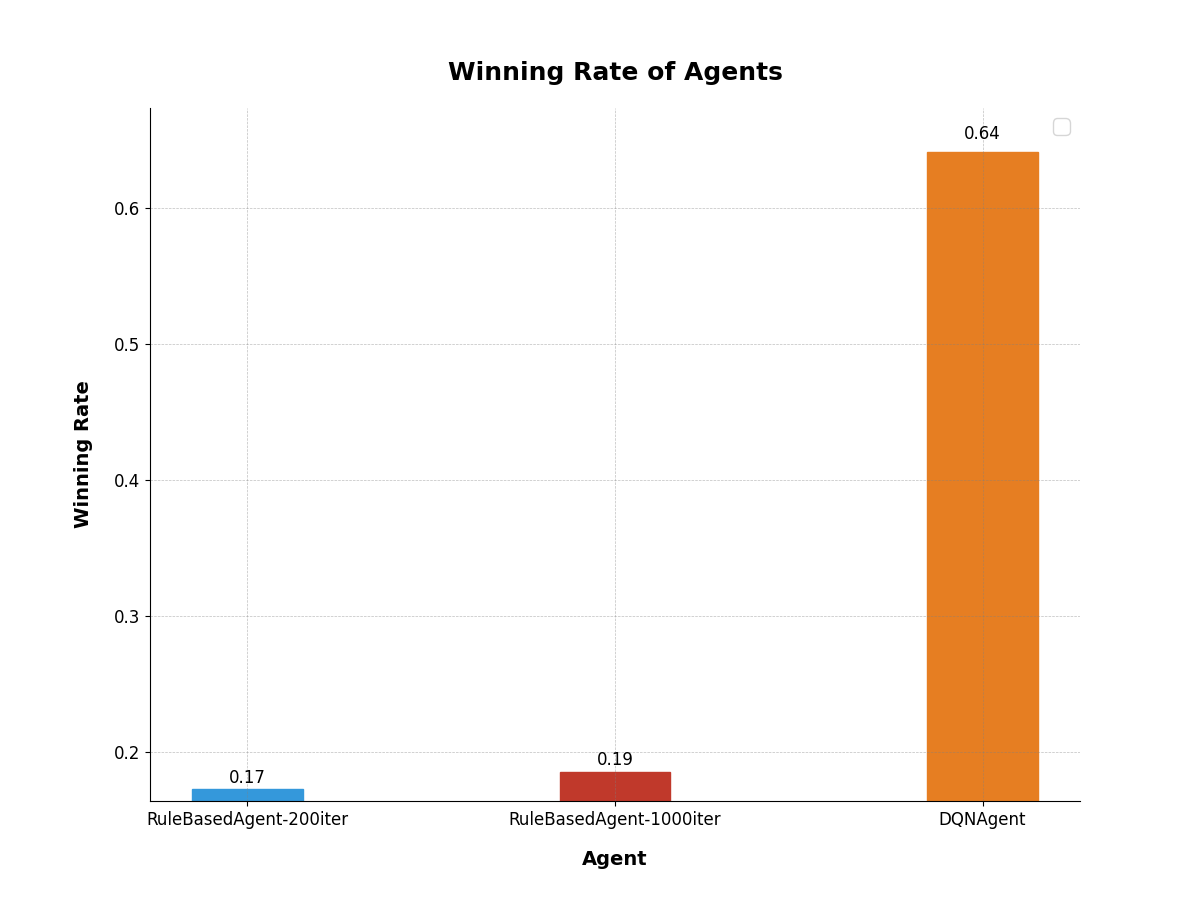 Winning Rate of Agents
0.64
0.6
0.5
0.4
0.3
0.2
Winning Rate
0.17
0.19
RuleBasedAgent-200iter
RuleBasedAgent-1000iter
DQNAgent
Agent